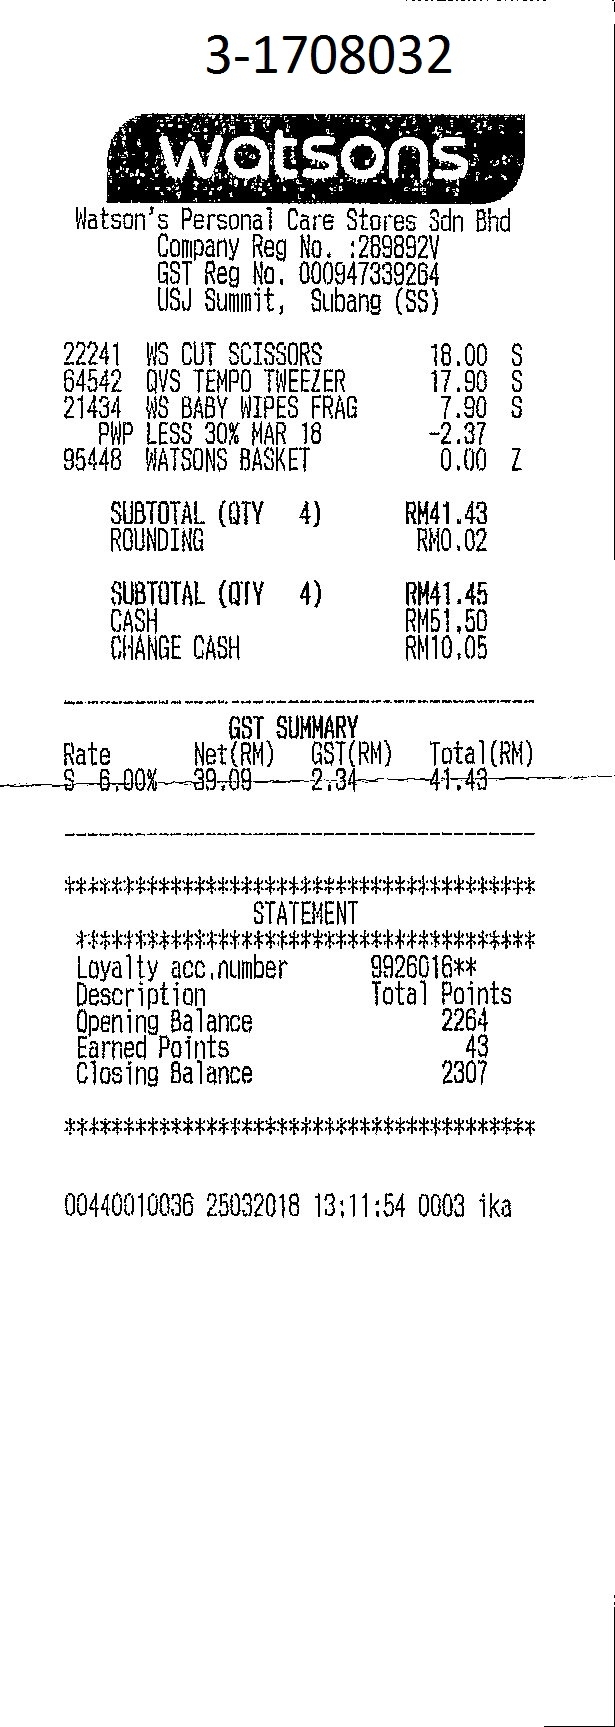 3-1708032
watsons
Watson's Personal Care Stores Sdn Bhd
Company Reg No. :289892V
GST Reg No. 000947339264
USJ Summit, Subang (SS)
22241 WS CUT SCISSORS 18.00 S
64542 QVS TEMPO TWEEZER 17.90 S
21434 WS BABY WIPES FRAG 7.90 S
PWP LESS 30% MAR 18 -2.37
95448 WATSONS BASKET 0.00 Z
SUBTOTAL (QTY 4) RM41.43
ROUNDING RM0.02
SUBTOTAL (QTY 4) RM41.45
CASH RM51.50
CHANGE CASH RM10.05
------------------------------------------
GST SUMMARY
Rate Net(RM) GST(RM) Total(RM)
S 6.00% 39.09 2.34 41.43
------------------------------------------
****************************************
STATEMENT
***************************************
Loyalty acc.number 9926016**
Description Total Points
Opening Balance 2264
Earned Points 43
Closing Balance 2307
****************************************
00440010036 25032018 13:11:54 0003 ika